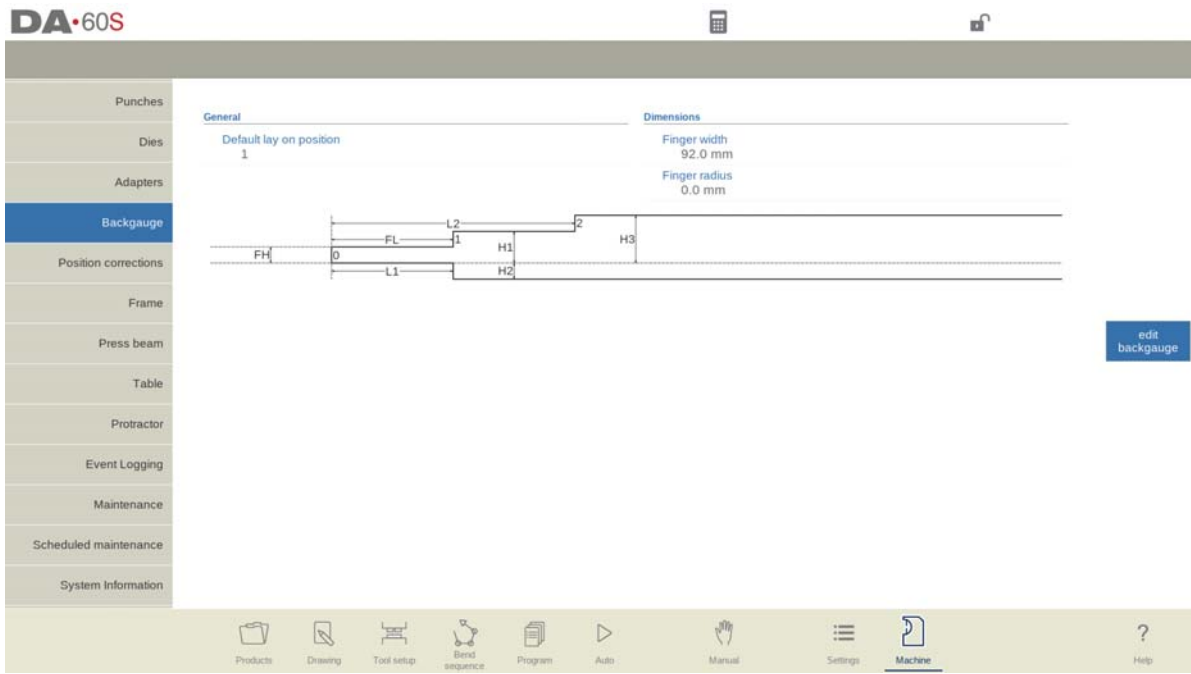 DA•60S
Punches
Dies
Adapters
Backgauge
Position corrections
Frame
Press beam
Table
Protractor
Event Logging
Maintenance
Scheduled maintenance
System Information
General
Default lay on position
1
Dimensions
Finger width
92.0 mm
Finger radius
0.0 mm
L2 2
FL 1 H1 H3
FH 0
L1 H2
edit
backgauge
Products
Drawing
Tool setup
Bend
sequence
Program
Auto
Manual
Settings
Machine
?
Help